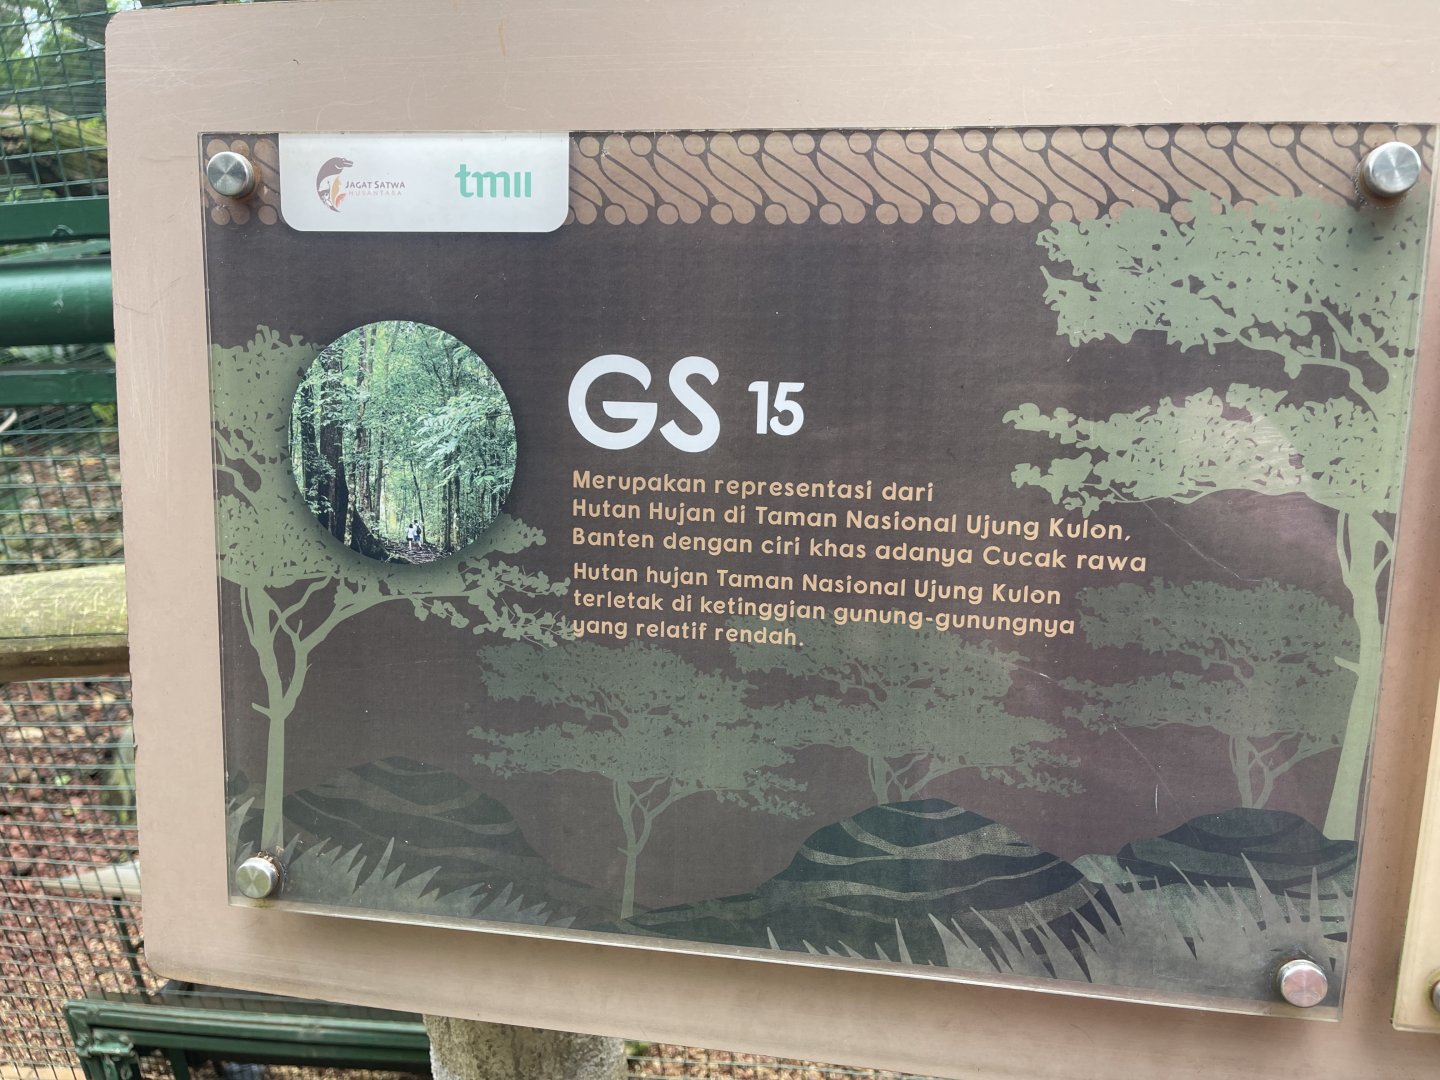 JAGAT SATWA
NUSANTARA
tmii
GS 15
Merupakan representasi dari
Hutan Hujan di Taman Nasional Ujung Kulon,
Banten dengan ciri khas adanya Cucak rawa
Hutan hujan Taman Nasional Ujung Kulon
terletak di ketinggian gunung-gunungnya
yang relatif rendah.